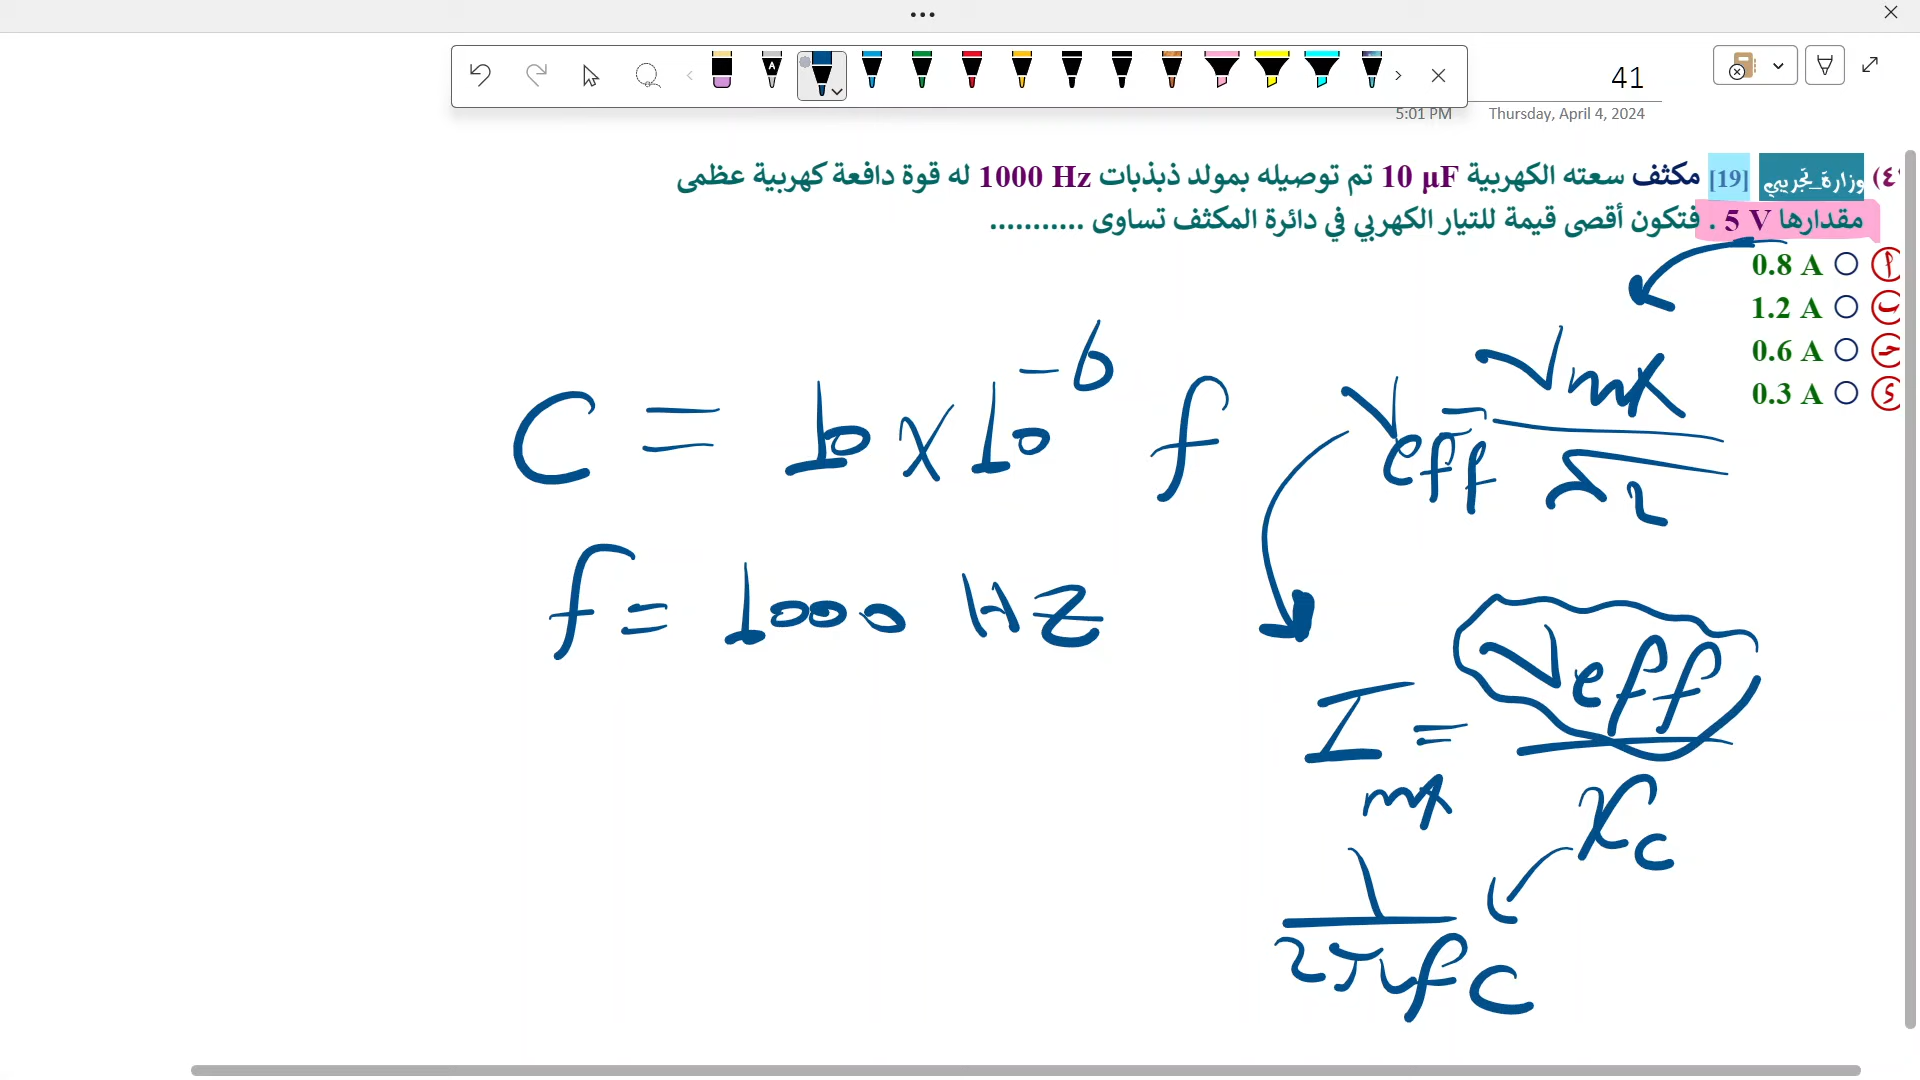 41
5:01 PM Thursday, April 4, 2024
٤) وزارة_تجريبي [19] مكثف سعته الكهربية 10 μF تم توصيله بمولد ذبذبات 1000 Hz له قوة دافعة كهربية عظمى
مقدارها 5 V . فتكون أقصى قيمة للتيار الكهربي في دائرة المكثف تساوى ...........
أ 0.8 A
ب 1.2 A
ج 0.6 A
د 0.3 A
C = 10 x 10^-6 f
f = 1000 HZ
Veff = Vmx / √2
I mx = Veff / Xc
1 / 2πfC